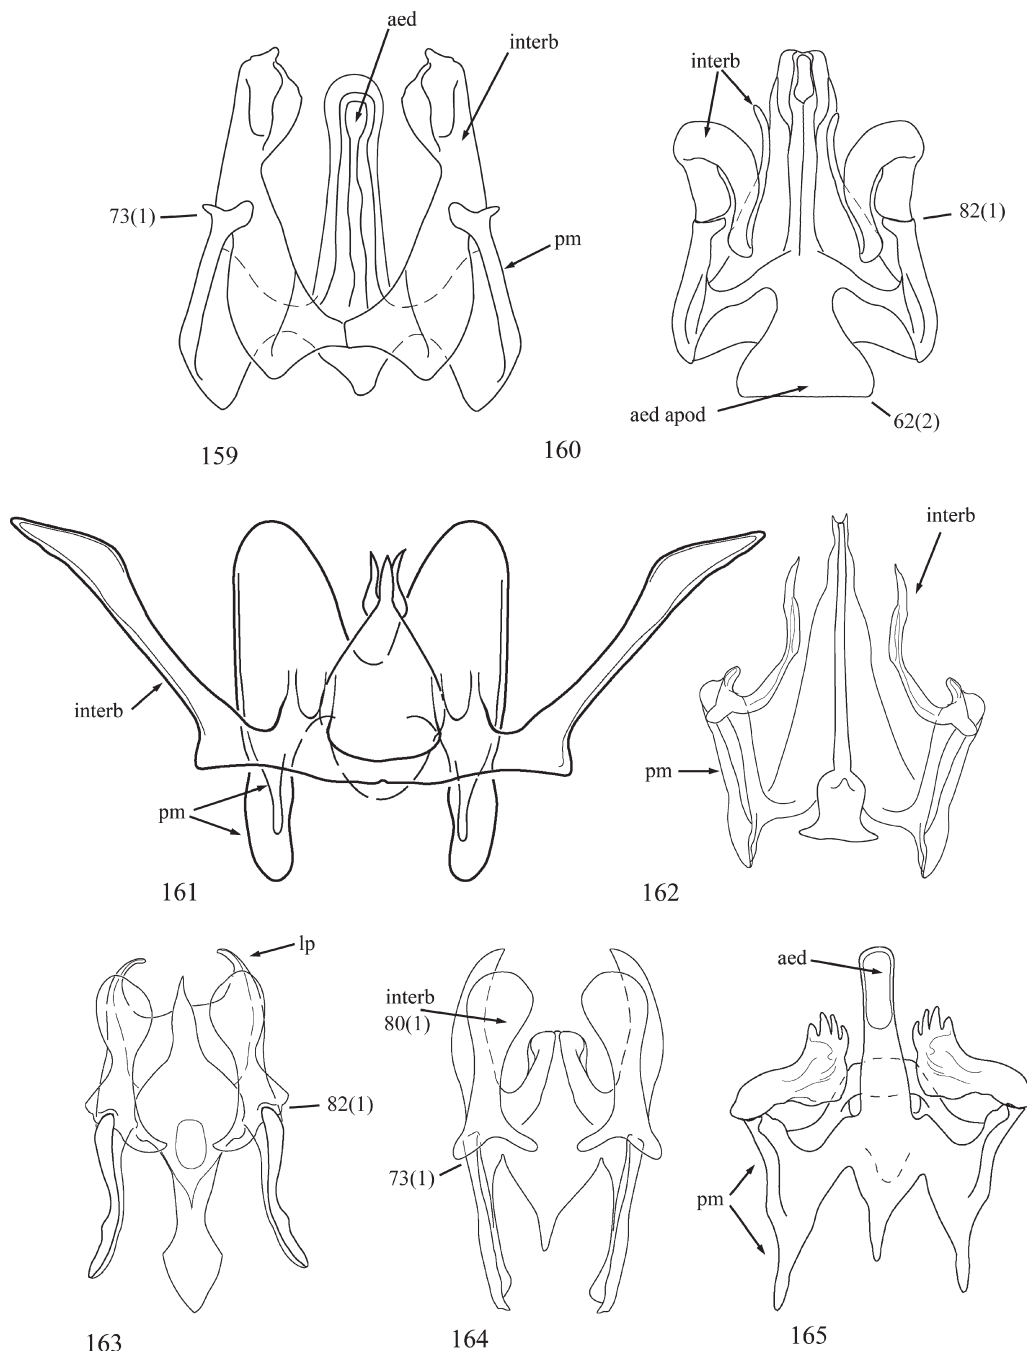 aed
interb
73(1)
pm
159
interb
82(1)
aed apod
62(2)
160
interb
pm
161
interb
pm
162
lp
82(1)
163
interb
80(1)
73(1)
164
aed
pm
165